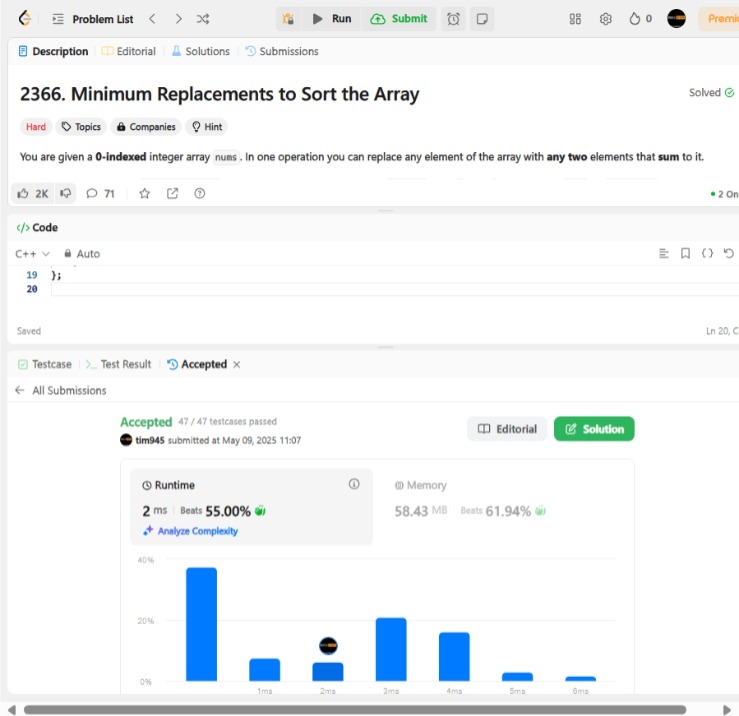 Problem List Run Submit 0 Premi
Description Editorial Solutions Submissions
2366. Minimum Replacements to Sort the Array
Solved
Hard Topics Companies Hint
You are given a 0-indexed integer array nums. In one operation you can replace any element of the array with any two elements that sum to it.
2K 71 2 On
</> Code
C++ Auto
19 };
20
Saved Ln 20, C
Testcase >_ Test Result Accepted
All Submissions
Accepted 47 / 47 testcases passed
tim945 submitted at May 09, 2025 11:07
Editorial Solution
Runtime
2 ms Beats 55.00%
Analyze Complexity
Memory
58.43 MB Beats 61.94%
40%
20%
0%
1ms 2ms 3ms 4ms 5ms 6ms